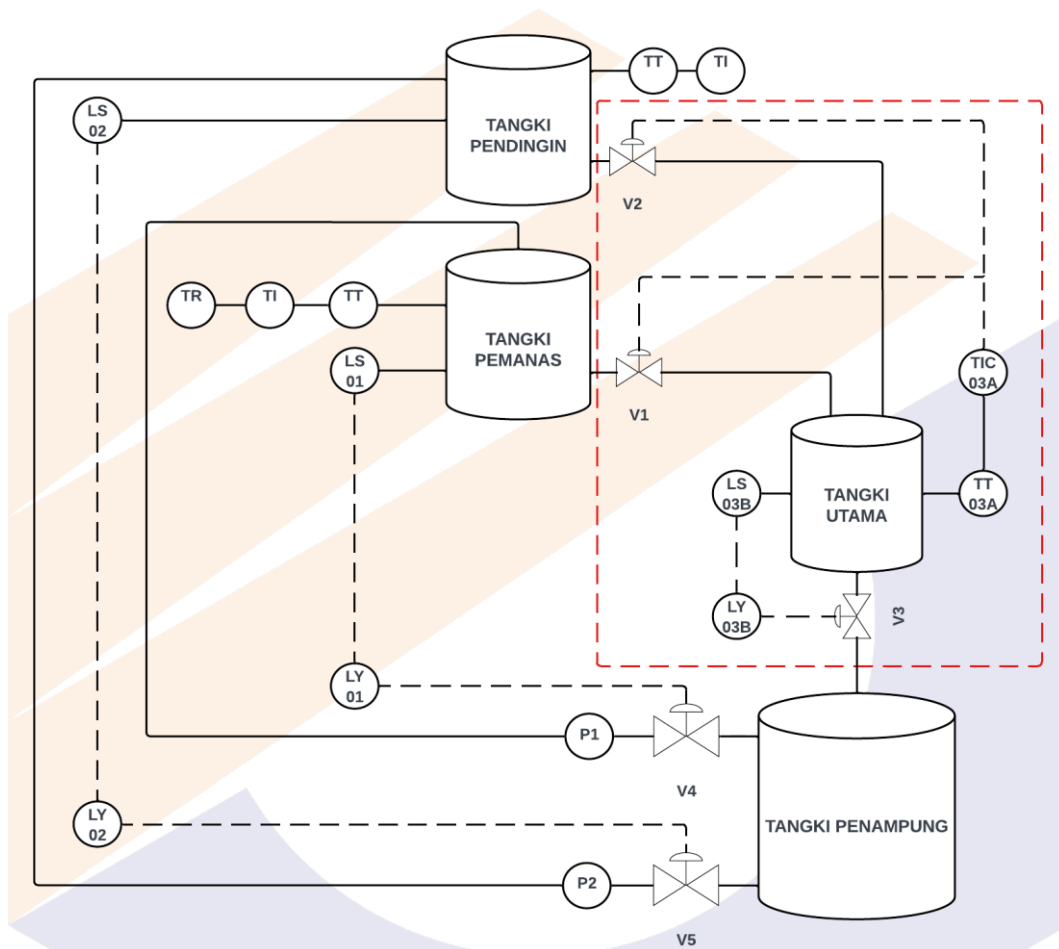 TT
TI
LS
02
TANGKI
PENDINGIN
V2
TR
TI
TT
TANGKI
PEMANAS
LS
01
V1
TIC
03A
LS
03B
TANGKI
UTAMA
TT
03A
LY
03B
V3
LY
01
P1
V4
TANGKI PENAMPUNG
LY
02
P2
V5